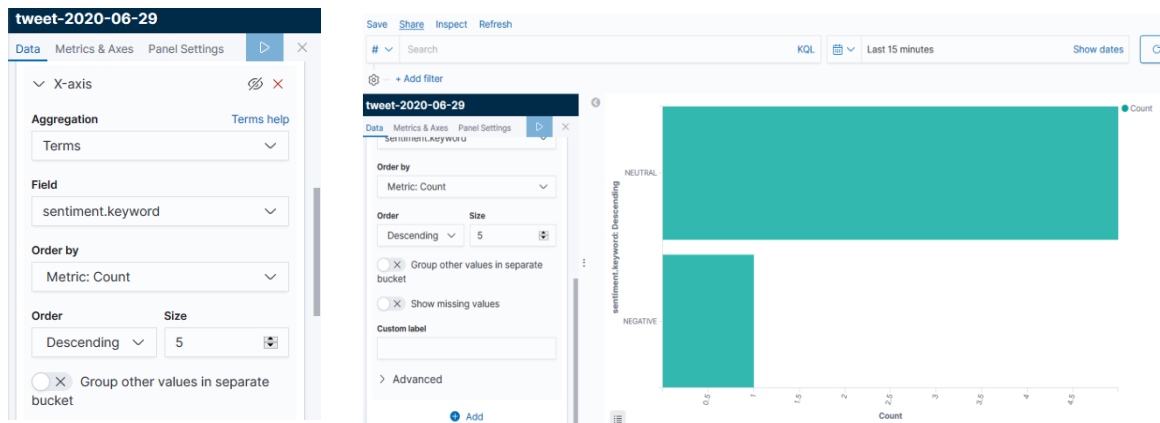 tweet-2020-06-29
Data Metrics & Axes Panel Settings
X-axis
Aggregation Terms help
Terms
Field
sentiment.keyword
Order by
Metric: Count
Order Size
Descending 5
Group other values in separate
bucket
Save Share Inspect Refresh
# Search KQL Last 15 minutes Show dates
+ Add filter
tweet-2020-06-29
Data Metrics & Axes Panel Settings
sentiment.keyword
Order by
Metric: Count
Order Size
Descending 5
Group other values in separate
bucket
Show missing values
Custom label
Advanced
Add
Count
sentiment.keyword: Descending
NEUTRAL
NEGATIVE
0.5 1 1.5 2 2.5 3 3.5 4 4.5
Count